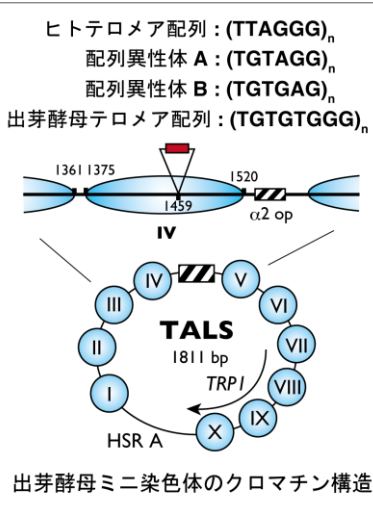 ヒトテロメア配列 : (TTAGGG)n
配列異性体 A : (TGTAGG)n
配列異性体 B : (TGTGAG)n
出芽酵母テロメア配列 : (TGTGTGGG)n
1361 1375
1520
1459
α2 op
IV
IV
V
III
VI
II
TALS
VII
1811 bp
TRP1
I
VIII
IX
X
HSR A
出芽酵母ミニ染色体のクロマチン構造